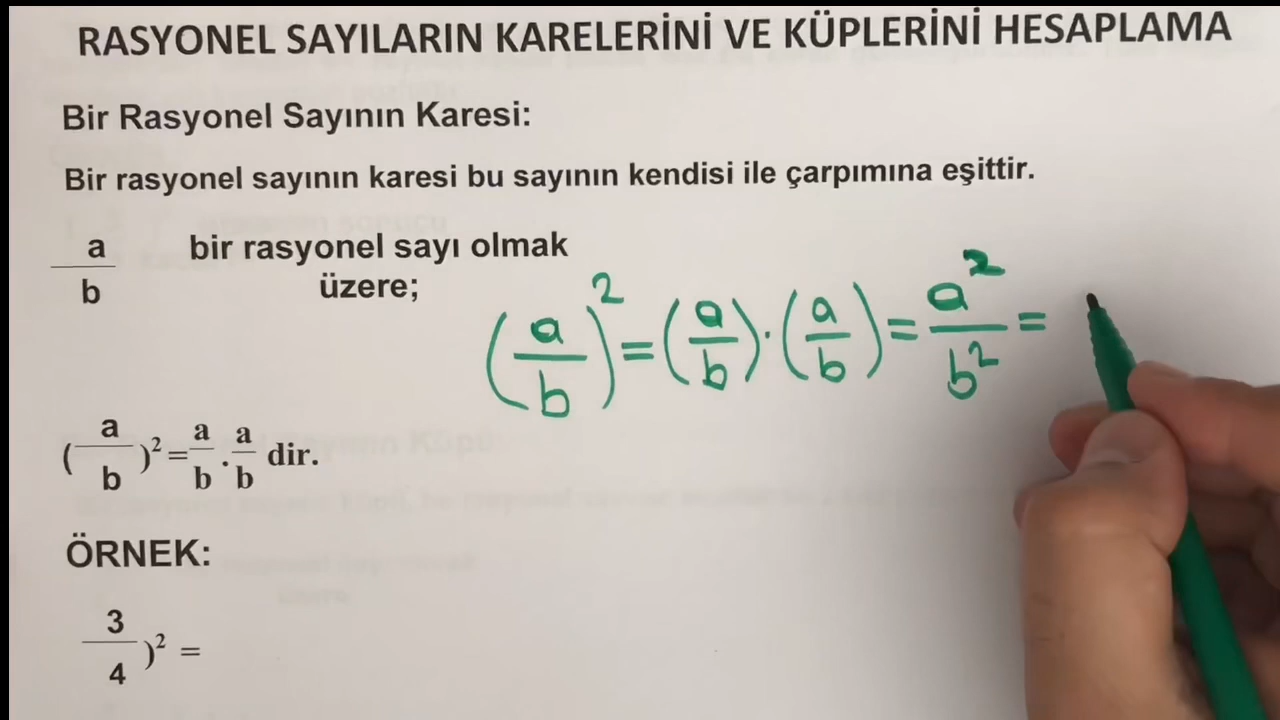 RASYONEL SAYILARIN KARELERİNİ VE KÜPLERİNİ HESAPLAMA
Bir Rasyonel Sayının Karesi:
Bir rasyonel sayının karesi bu sayının kendisi ile çarpımına eşittir.
a/b bir rasyonel sayı olmak
üzere;
(a/b)² = (a/b) · (a/b) = a²/b² =
(a/b)² = a/b . a/b dir.
ÖRNEK:
3/4 )² =